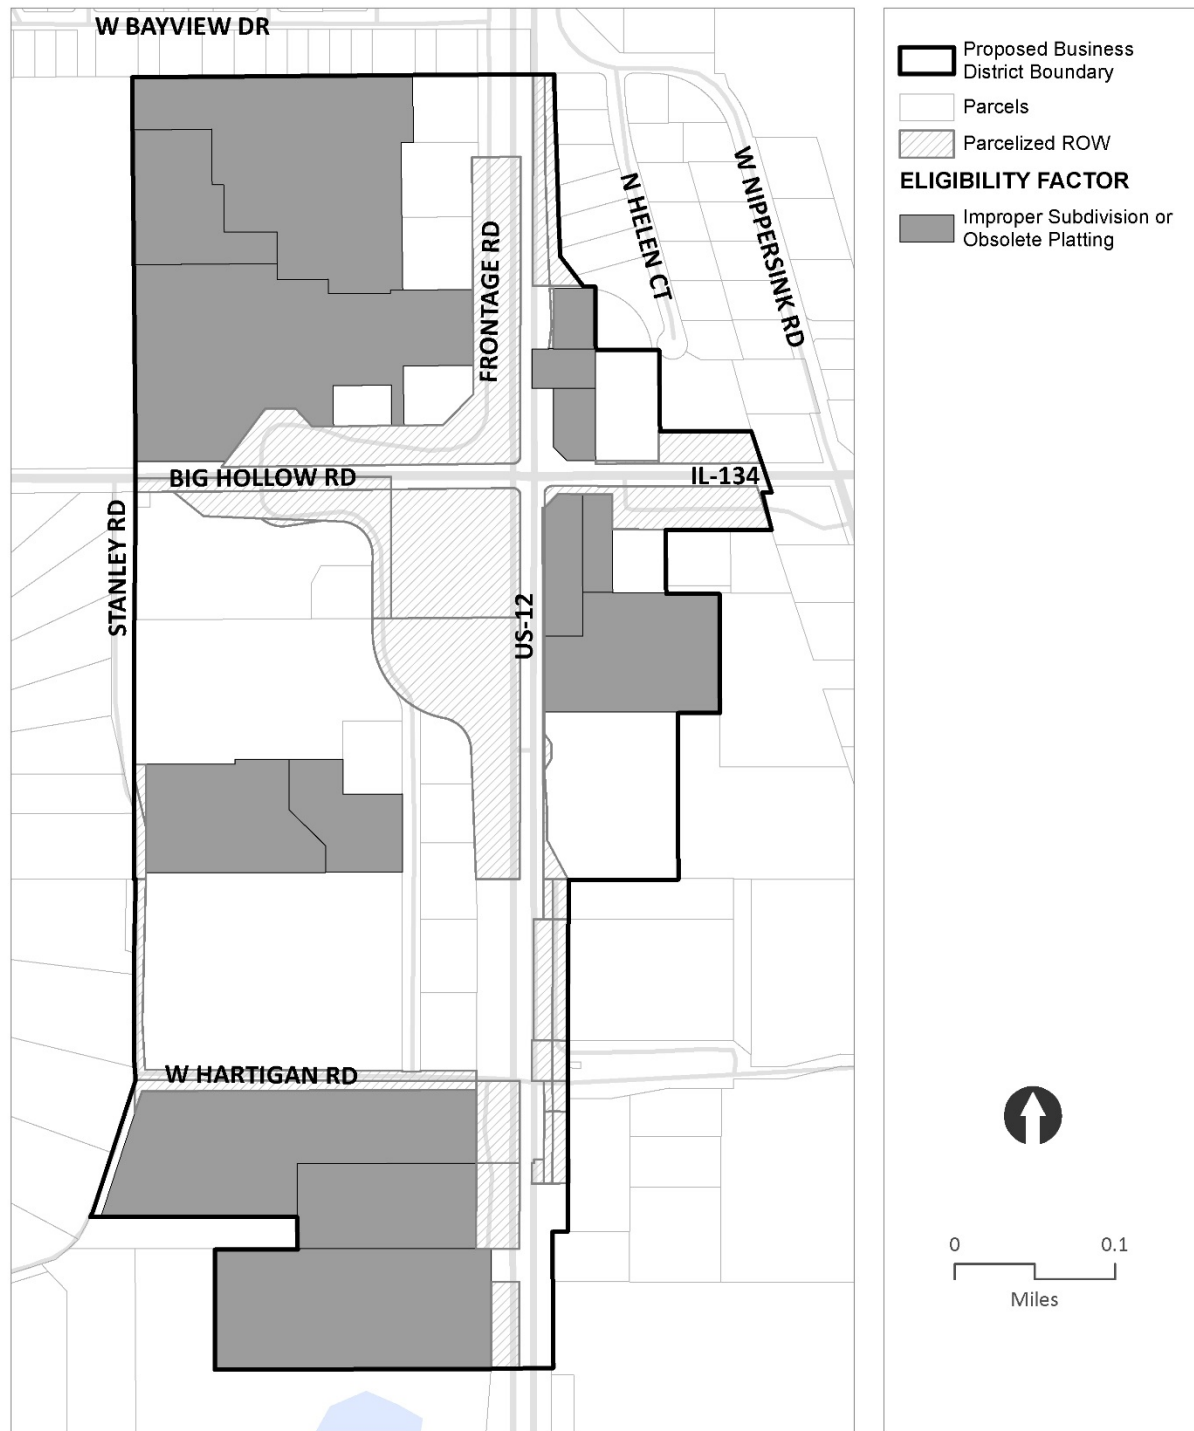 W BAYVIEW DR
N HELEN CT
W NIPPERSINK RD
FRONTAGE RD
BIG HOLLOW RD
IL-134
STANLEY RD
US-12
W HARTIGAN RD
Proposed Business
District Boundary
Parcels
Parcelized ROW
ELIGIBILITY FACTOR
Improper Subdivision or
Obsolete Platting
0 0.1
Miles